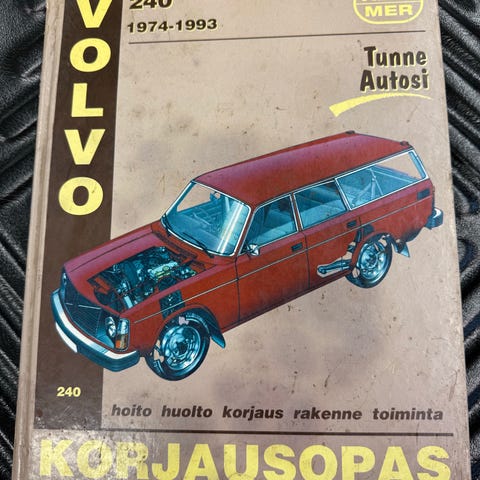 VOLVO
240
1974-1993
MER
Tunne
Autosi
240
hoito huolto korjaus rakenne toiminta
KORJAUSOPAS